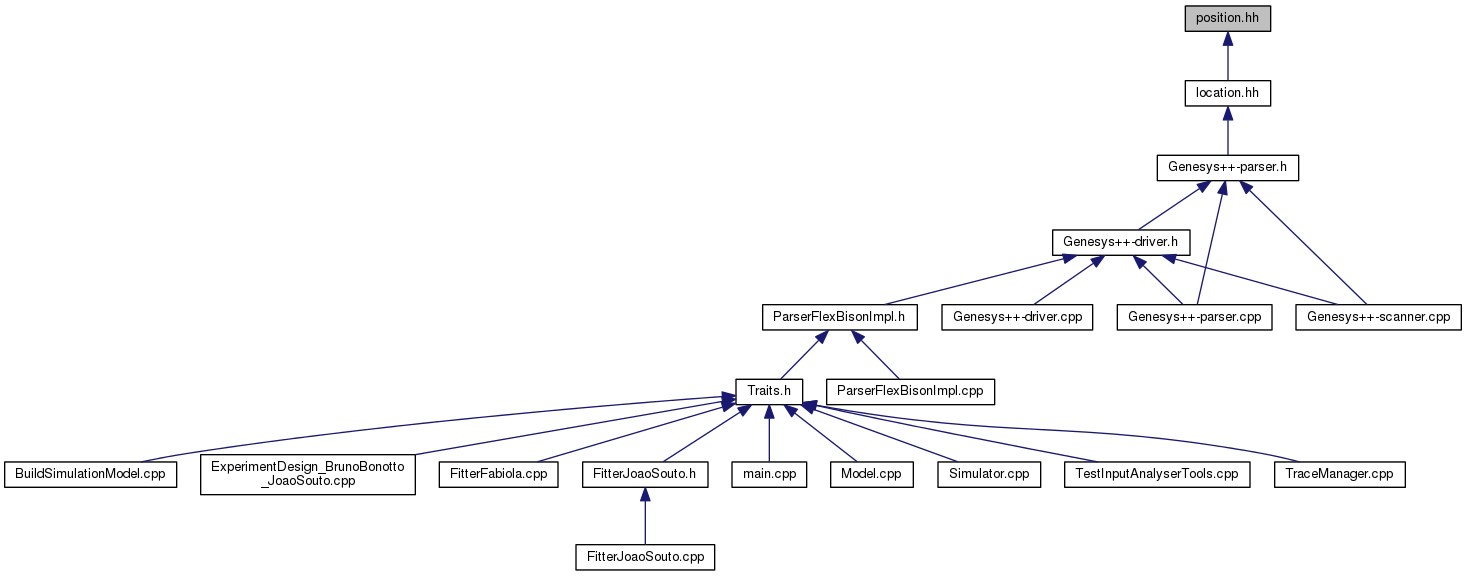 position.hh
location.hh
Genesys++-parser.h
Genesys++-driver.h
ParserFlexBisonImpl.h
Genesys++-driver.cpp
Genesys++-parser.cpp
Genesys++-scanner.cpp
Traits.h
ParserFlexBisonImpl.cpp
BuildSimulationModel.cpp
ExperimentDesign_BrunoBonotto
_JoaoSouto.cpp
FitterFabiola.cpp
FitterJoaoSouto.h
main.cpp
Model.cpp
Simulator.cpp
TestInputAnalyserTools.cpp
TraceManager.cpp
FitterJoaoSouto.cpp